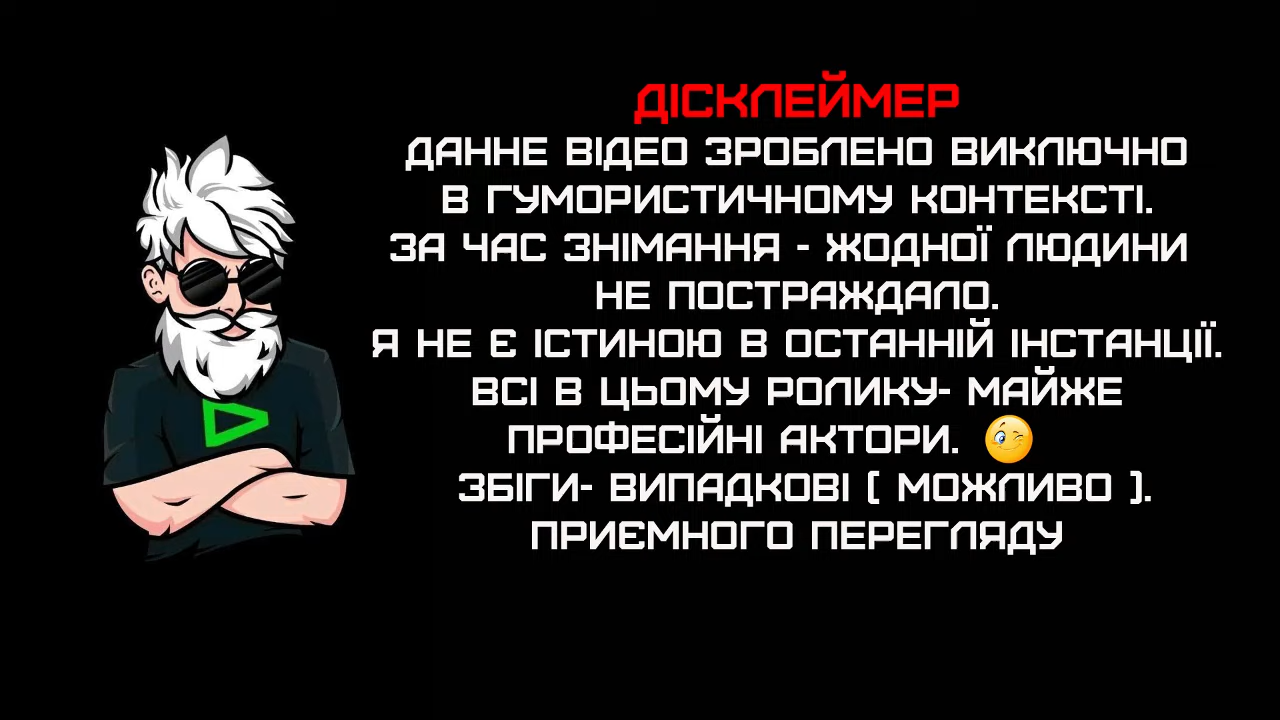 ДІСКЛЕЙМЕР
ДАННЕ ВІДЕО ЗРОБЛЕНО ВИКЛЮЧНО
В ГУМОРИСТИЧНОМУ КОНТЕКСТІ.
ЗА ЧАС ЗНІМАННЯ - ЖОДНОЇ ЛЮДИНИ
НЕ ПОСТРАЖДАЛО.
Я НЕ Є ІСТИНОЮ В ОСТАННІЙ ІНСТАНЦІЇ.
ВСІ В ЦЬОМУ РОЛИКУ- МАЙЖЕ
ПРОФЕСІЙНІ АКТОРИ. 😉
ЗБІГИ- ВИПАДКОВІ ( МОЖЛИВО ).
ПРИЄМНОГО ПЕРЕГЛЯДУ